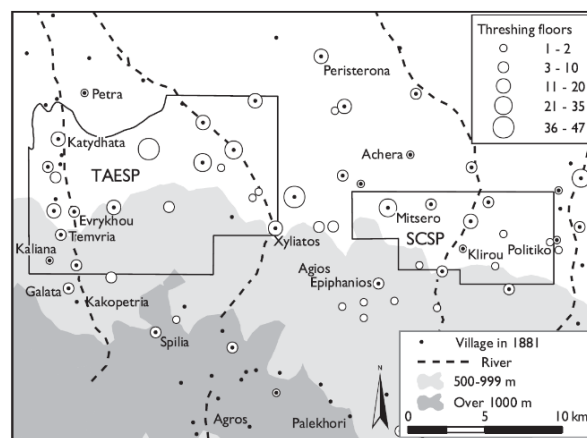 Threshing floors
1 - 2
3 - 10
11 - 20
21 - 35
36 - 47
Peristerona
Petra
Katydhata
Achera
TAESP
Evrykhou
Temvria
Mitsero
SCSP
Kaliana
Xyliatos
Klirou
Politiko
Agios
Epiphanios
Galata
Kakopetria
Spilia
Agros
Palekhori
N
Village in 1881
River
500-999 m
Over 1000 m
0
5
10 km